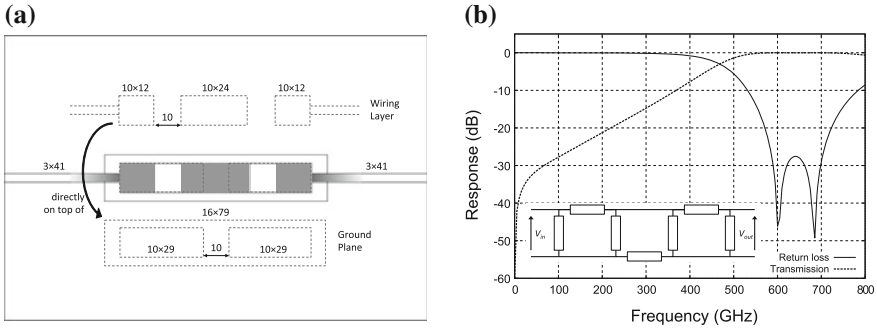 (a)
10×12
10×24
10×12
10
Wiring
Layer
3×41
3×41
directly
on top of
16×79
Ground
Plane
10×29
10
10×29
(b)
0
-10
-20
-30
-40
-50
-60
Response (dB)
Vin
Vout
Return loss
Transmission
0
100
200
300
400
500
600
700
800
Frequency (GHz)